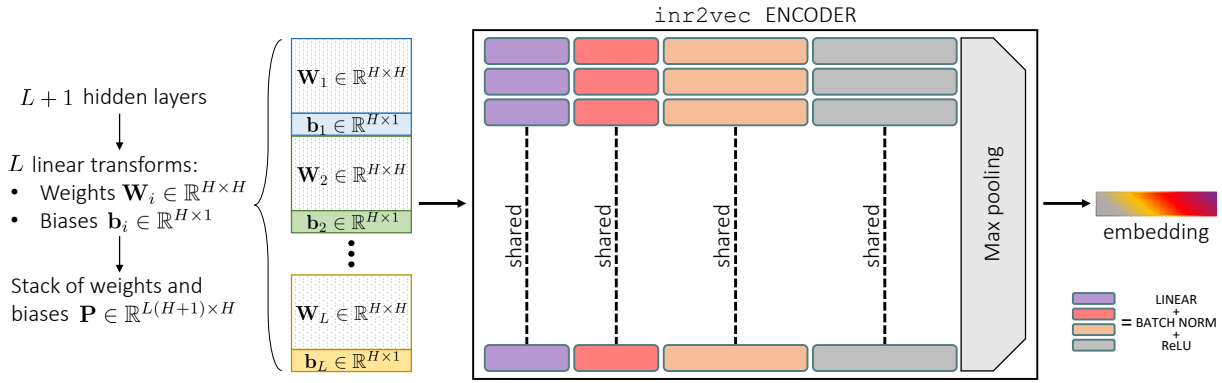 inr2vec ENCODER
L + 1 hidden layers
L linear transforms:
• Weights W_i ∈ ℝ^{H×H}
• Biases b_i ∈ ℝ^{H×1}
Stack of weights and
biases P ∈ ℝ^{L(H+1)×H}
W_1 ∈ ℝ^{H×H}
b_1 ∈ ℝ^{H×1}
W_2 ∈ ℝ^{H×H}
b_2 ∈ ℝ^{H×1}
W_L ∈ ℝ^{H×H}
b_L ∈ ℝ^{H×1}
shared
shared
shared
shared
Max pooling
embedding
LINEAR
+
= BATCH NORM
+
ReLU